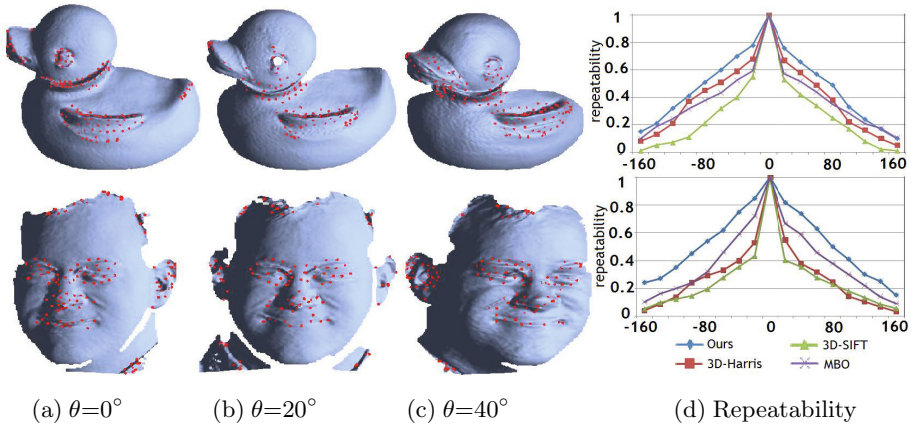 repeatability
1
0.8
0.6
0.4
0.2
0
-160 -80 0 80 160
repeatability
1
0.8
0.6
0.4
0.2
0
-160 -80 0 80 160
Ours 3D-SIFT
3D-Harris MBO
(a) θ=0° (b) θ=20° (c) θ=40° (d) Repeatability